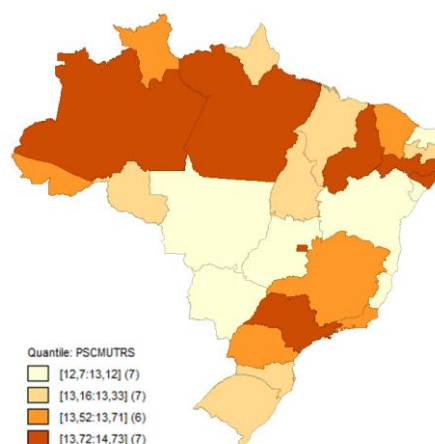 Quantile: PSCMUTRS
[12,7:13,12] (7)
[13,16:13,33] (7)
[13,52:13,71] (6)
[13,72:14,73] (7)